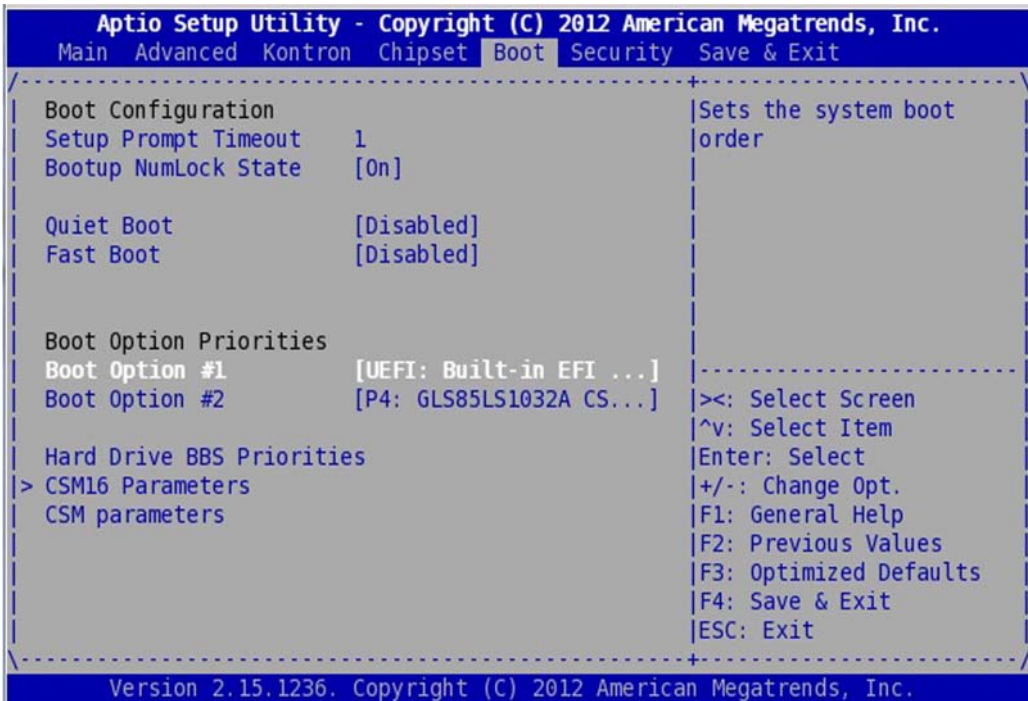 Aptio Setup Utility - Copyright (C) 2012 American Megatrends, Inc.
Main Advanced Kontron Chipset Boot Security Save & Exit
Boot Configuration |Sets the system boot
Setup Prompt Timeout 1 |order
Bootup NumLock State [On]
Quiet Boot [Disabled]
Fast Boot [Disabled]
Boot Option Priorities
Boot Option #1 [UEFI: Built-in EFI ...]
Boot Option #2 [P4: GLS85LS1032A CS...] |><: Select Screen
|^v: Select Item
Hard Drive BBS Priorities |Enter: Select
|> CSM16 Parameters |+/-: Change Opt.
CSM parameters |F1: General Help
|F2: Previous Values
|F3: Optimized Defaults
|F4: Save & Exit
|ESC: Exit
Version 2.15.1236. Copyright (C) 2012 American Megatrends, Inc.